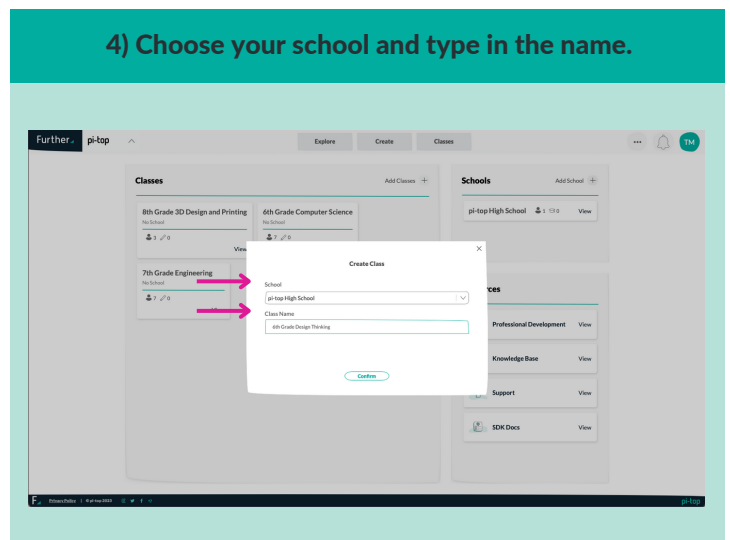 4) Choose your school and type in the name.
Further
pi-top
Explore
Create
Classes
TM
Classes
Add Classes +
Schools
Add School +
8th Grade 3D Design and Printing
No School
3 0
View
6th Grade Computer Science
No School
7 0
pi-top High School
1 0
View
7th Grade Engineering
No School
7 0
×
Create Class
School
pi-top High School
Class Name
6th Grade Design Thinking
Confirm
Professional Development View
Knowledge Base View
Support View
SDK Docs View
F
Privacy Policy | © pi-top 2023
pi-top